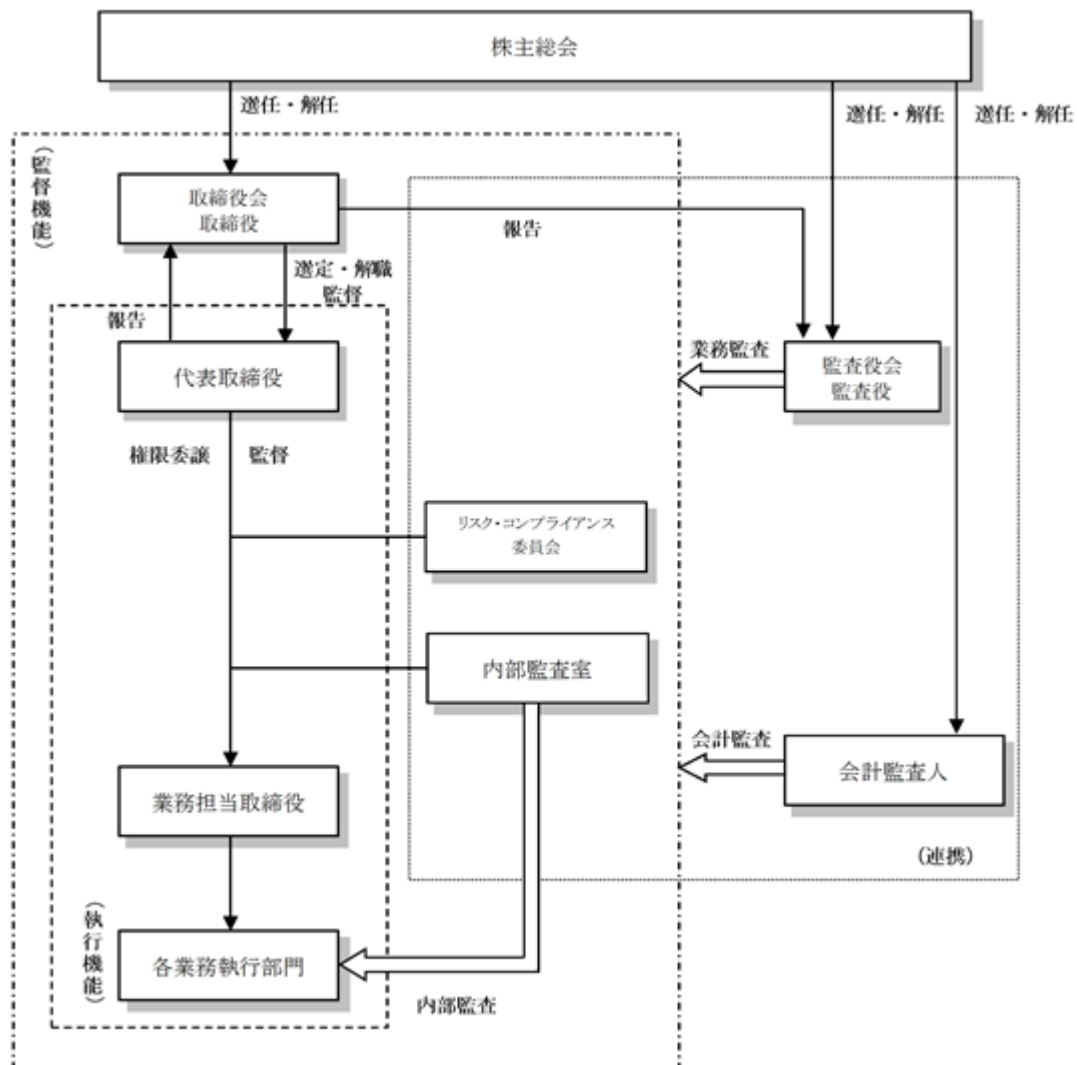 株主総会
選任・解任
選任・解任
選任・解任
（監督機能）
取締役会
取締役
報告
選定・解職
監督
報告
代表取締役
業務監査
監査役会
監査役
権限委譲
監督
リスク・コンプライアンス
委員会
内部監査室
会計監査
会計監査人
業務担当取締役
（連携）
（執行機能）
各業務執行部門
内部監査